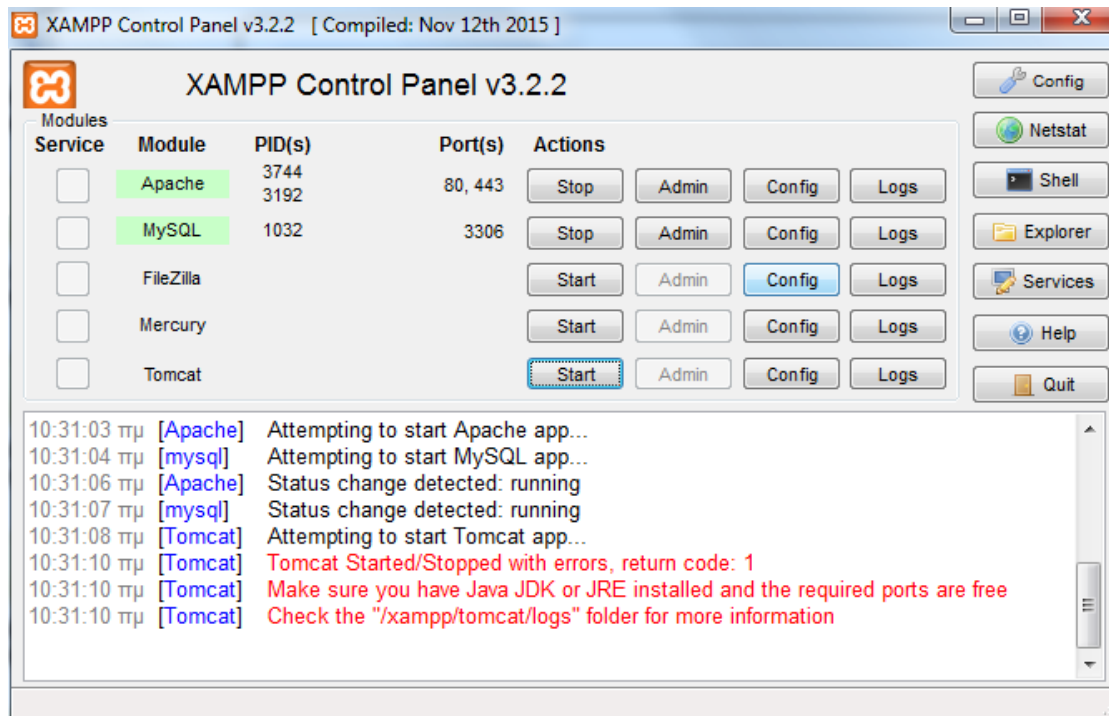 XAMPP Control Panel v3.2.2 [ Compiled: Nov 12th 2015 ]
XAMPP Control Panel v3.2.2
Config
Modules
Service Module PID(s) Port(s) Actions
Netstat
Apache 3744 3192 80, 443 Stop Admin Config Logs
Shell
MySQL 1032 3306 Stop Admin Config Logs
Explorer
FileZilla Start Admin Config Logs
Services
Mercury Start Admin Config Logs
Help
Tomcat Start Admin Config Logs
Quit
10:31:03 πμ [Apache] Attempting to start Apache app...
10:31:04 πμ [mysql] Attempting to start MySQL app...
10:31:06 πμ [Apache] Status change detected: running
10:31:07 πμ [mysql] Status change detected: running
10:31:08 πμ [Tomcat] Attempting to start Tomcat app...
10:31:10 πμ [Tomcat] Tomcat Started/Stopped with errors, return code: 1
10:31:10 πμ [Tomcat] Make sure you have Java JDK or JRE installed and the required ports are free
10:31:10 πμ [Tomcat] Check the "/xampp/tomcat/logs" folder for more information